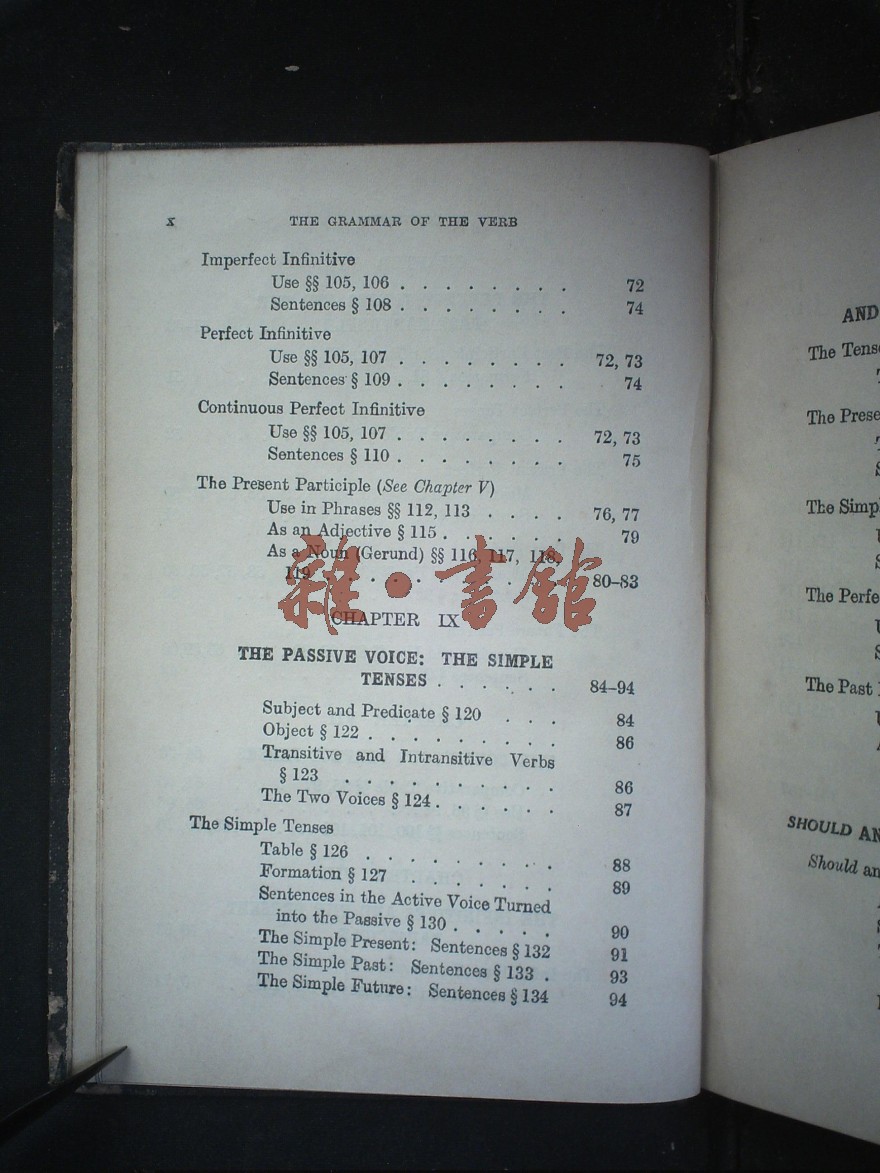 x THE GRAMMAR OF THE VERB
Imperfect Infinitive
Use §§ 105, 106 . . . . . . . . 72
Sentences § 108 . . . . . . . . 74
Perfect Infinitive
Use §§ 105, 107 . . . . . . . . 72, 73
Sentences § 109 . . . . . . . . 74
Continuous Perfect Infinitive
Use §§ 105, 107 . . . . . . . . 72, 73
Sentences § 110 . . . . . . . . 75
The Present Participle (See Chapter V)
Use in Phrases §§ 112, 113 . . . . 76, 77
As an Adjective § 115 . . . . . . 79
As a Noun (Gerund) §§ 116, 117, 118,
119 . . . . . . . . 80–83
雜·書館
CHAPTER IX
THE PASSIVE VOICE: THE SIMPLE
TENSES . . . . . . 84–94
Subject and Predicate § 120 . . . 84
Object § 122 . . . . . . . . . 86
Transitive and Intransitive Verbs
§ 123 . . . . . . . . . . 86
The Two Voices § 124 . . . . . . 87
The Simple Tenses
Table § 126 . . . . . . . . . 88
Formation § 127 . . . . . . . 89
Sentences in the Active Voice Turned
into the Passive § 130 . . . . . 90
The Simple Present: Sentences § 132 91
The Simple Past: Sentences § 133 . 93
The Simple Future: Sentences § 134 94
AND
The Tens
The Prese
The Simp
The Perfe
The Past
SHOULD AN
Should an